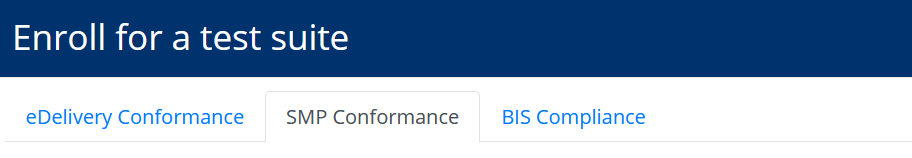 Enroll for a test suite
eDelivery Conformance SMP Conformance BIS Compliance